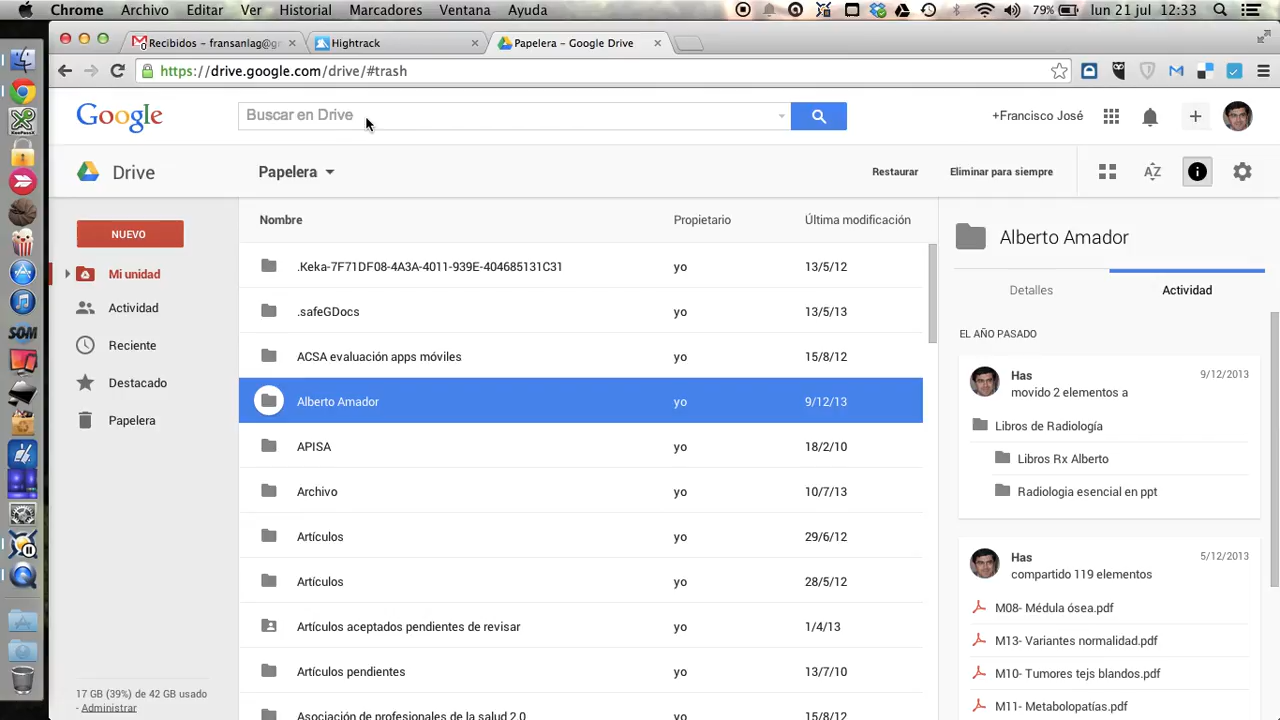 Chrome Archivo Editar Ver Historial Marcadores Ventana Ayuda 79% lun 21 jul 12:33
Recibidos – fransanlag@g
Hightrack
Papelera – Google Drive
https://drive.google.com/drive/#trash
Google
Buscar en Drive
+Francisco José
Drive
Papelera
Restaurar
Eliminar para siempre
AZ
NUEVO
Mi unidad
Actividad
Reciente
Destacado
Papelera
17 GB (39%) de 42 GB usado
- Administrar
Nombre Propietario Última modificación
.Keka-7F71DF08-4A3A-4011-939E-404685131C31 yo 13/5/12
.safeGDocs yo 13/5/13
ACSA evaluación apps móviles yo 15/8/12
Alberto Amador yo 9/12/13
APISA yo 18/2/10
Archivo yo 10/7/13
Artículos yo 29/6/12
Artículos yo 28/5/12
Artículos aceptados pendientes de revisar yo 1/4/13
Artículos pendientes yo 13/7/10
Asociación de profesionales de la salud 2.0 yo 15/8/12
Alberto Amador
Detalles
Actividad
EL AÑO PASADO
Has 9/12/2013
movido 2 elementos a
Libros de Radiología
Libros Rx Alberto
Radiologia esencial en ppt
Has 5/12/2013
compartido 119 elementos
M08- Médula ósea.pdf
M13- Variantes normalidad.pdf
M10- Tumores tejs blandos.pdf
M11- Metabolopatías.pdf
SOM